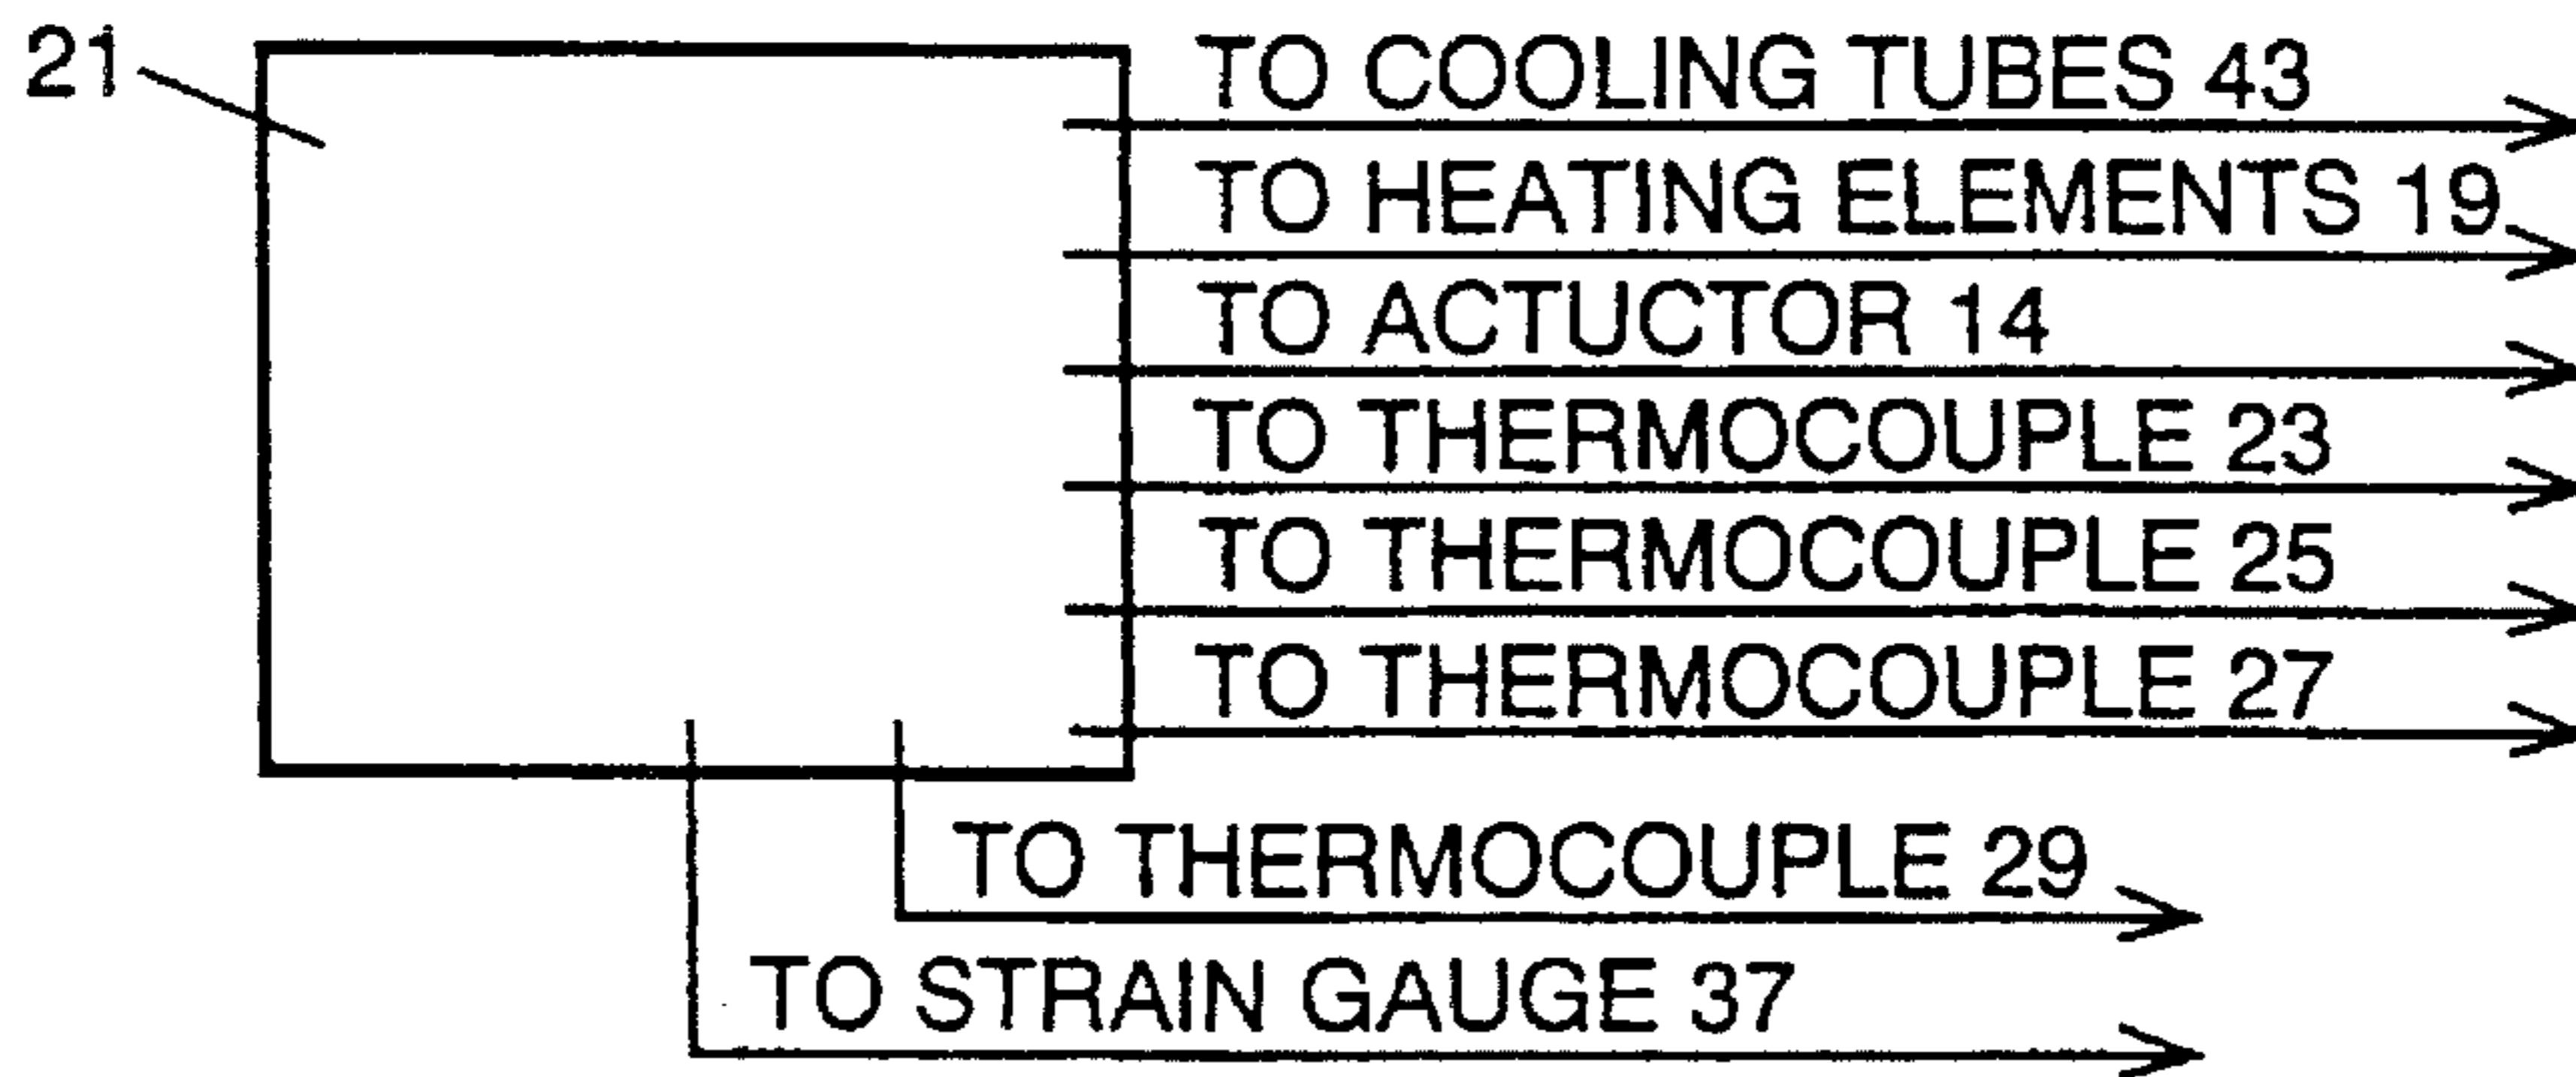 21
TO COOLING TUBES 43
TO HEATING ELEMENTS 19
TO ACTUCTOR 14
TO THERMOCOUPLE 23
TO THERMOCOUPLE 25
TO THERMOCOUPLE 27
TO THERMOCOUPLE 29
TO STRAIN GAUGE 37